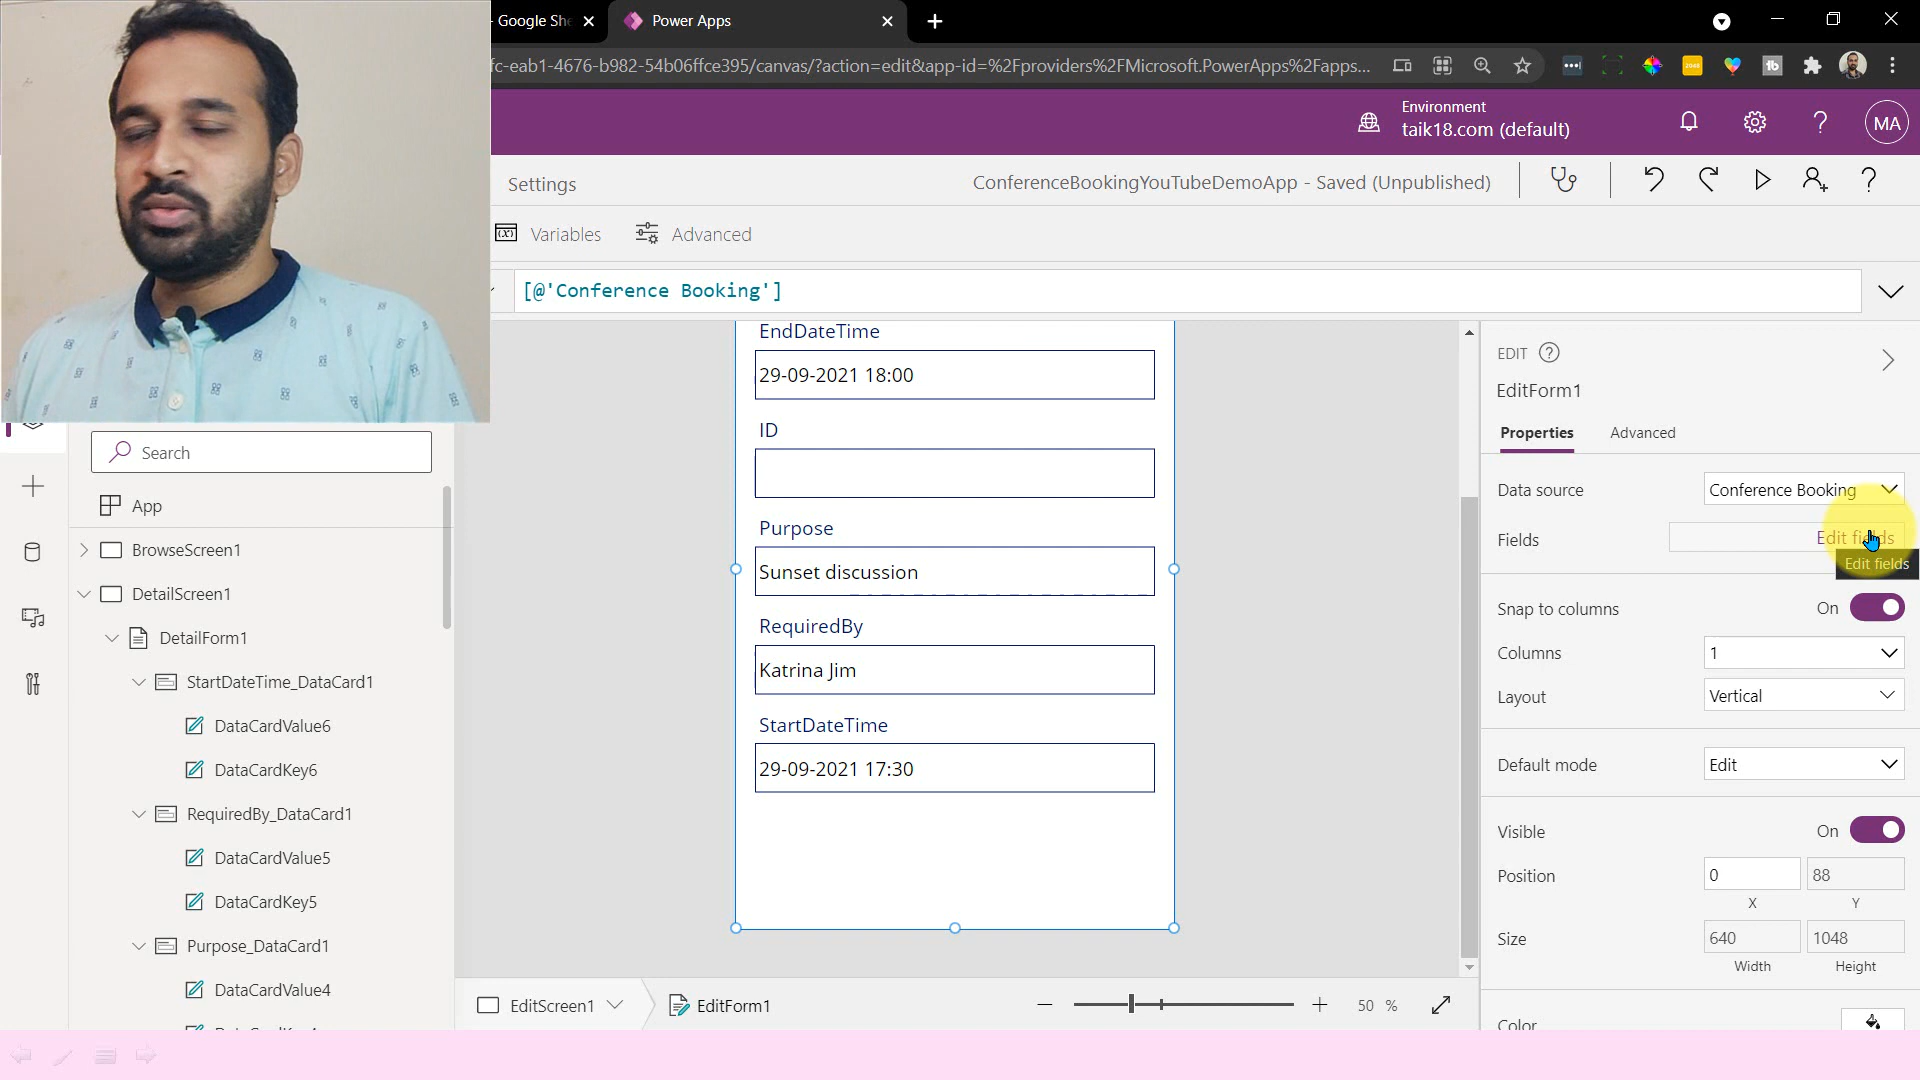 - Google She
Power Apps
fc-eab1-4676-b982-54b06ffce395/canvas/?action=edit&app-id=%2Fproviders%2FMicrosoft.PowerApps%2Fapps...
Environment
taik18.com (default)
MA
Settings
ConferenceBookingYouTubeDemoApp - Saved (Unpublished)
Variables
Advanced
[@'Conference Booking']
Search
App
BrowseScreen1
DetailScreen1
DetailForm1
StartDateTime_DataCard1
DataCardValue6
DataCardKey6
RequiredBy_DataCard1
DataCardValue5
DataCardKey5
Purpose_DataCard1
DataCardValue4
EndDateTime
29-09-2021 18:00
ID
Purpose
Sunset discussion
RequiredBy
Katrina Jim
StartDateTime
29-09-2021 17:30
EditScreen1
EditForm1
50 %
EDIT
EditForm1
Properties
Advanced
Data source
Conference Booking
Fields
Edit fields
Edit fields
Snap to columns
On
Columns
1
Layout
Vertical
Default mode
Edit
Visible
On
Position
0
88
X
Y
Size
640
1048
Width
Height
Color